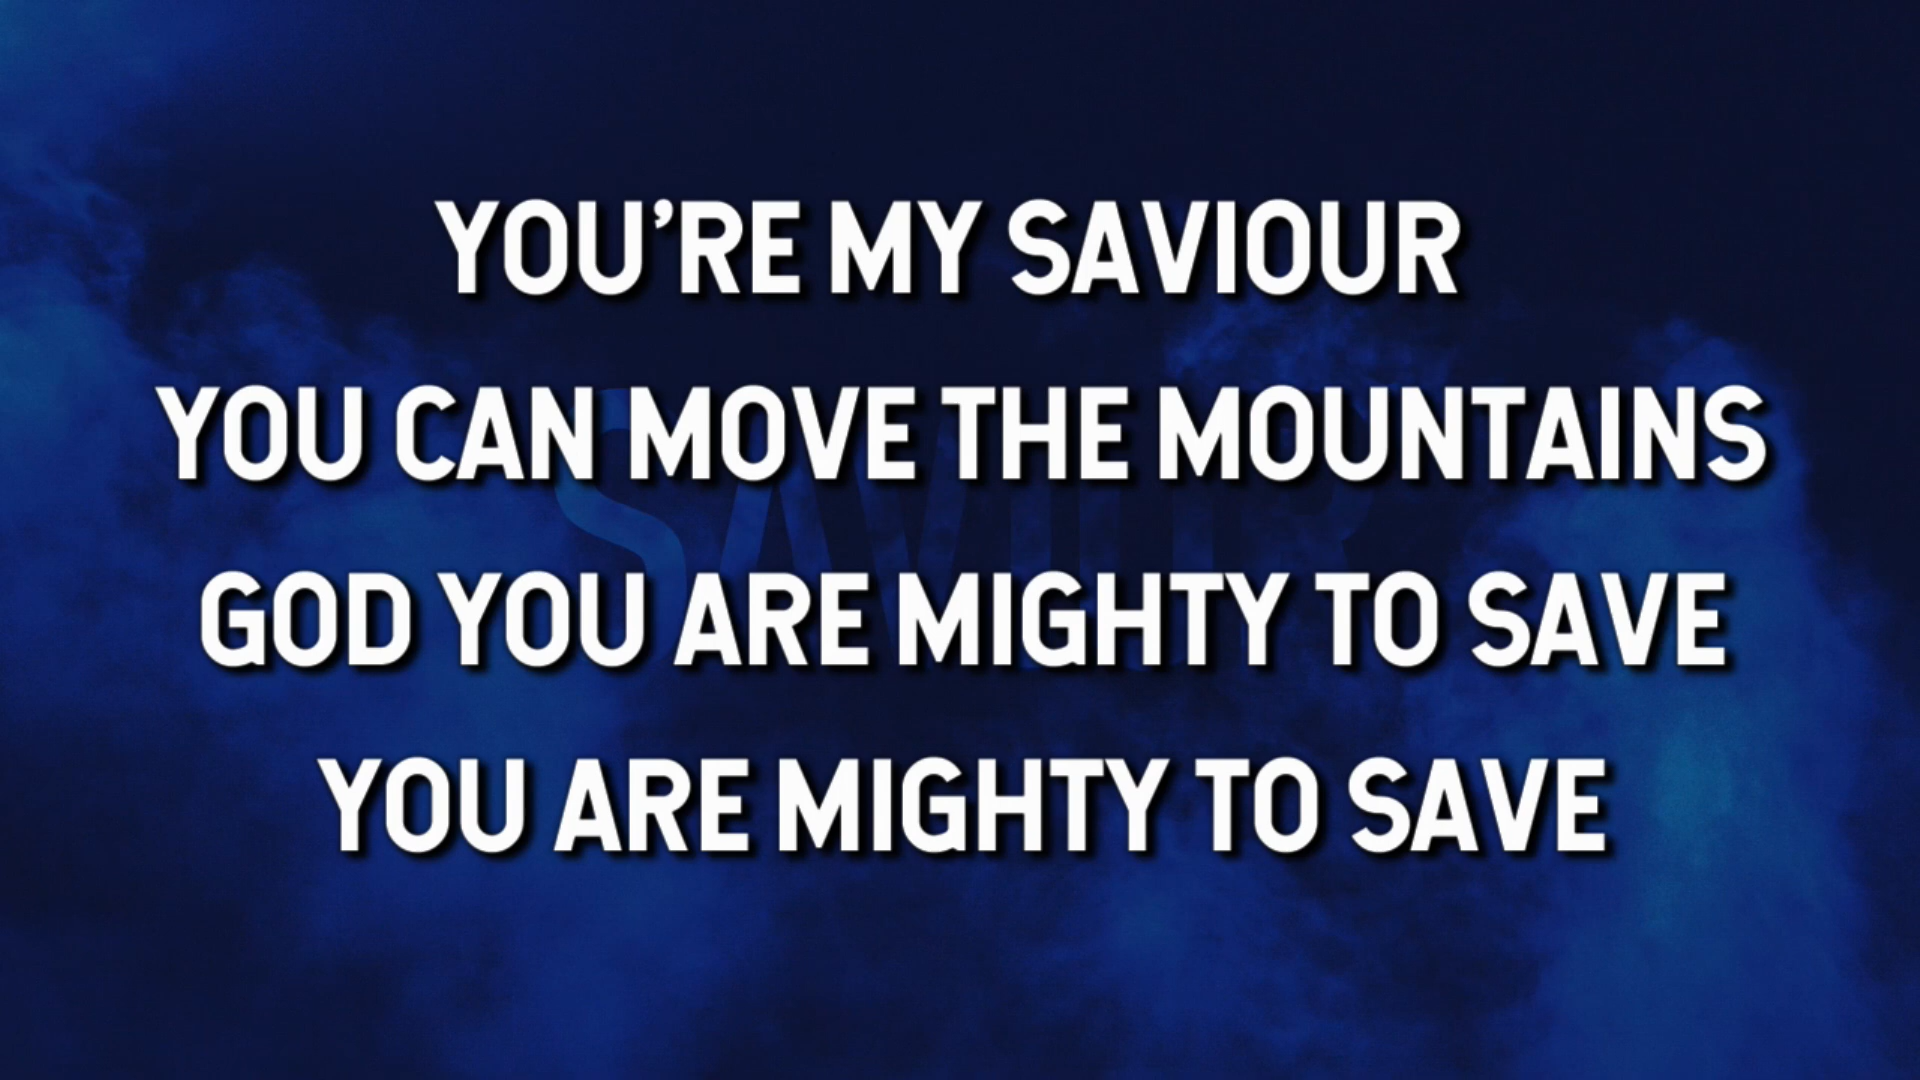 YOU'RE MY SAVIOUR
YOU CAN MOVE THE MOUNTAINS
GOD YOU ARE MIGHTY TO SAVE
YOU ARE MIGHTY TO SAVE